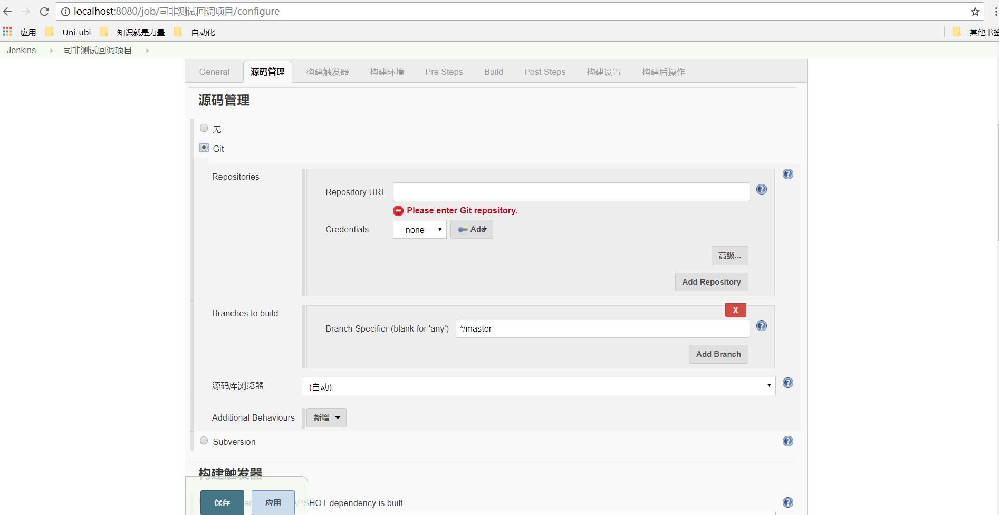 localhost:8080/job/司非测试回调项目/configure
应用 Uni-ubi 知识就是力量 自动化 其他书签
Jenkins 司非测试回调项目
General 源码管理 构建触发器 构建环境 Pre Steps Build Post Steps 构建设置 构建后操作
源码管理
无
Git
Repositories
Repository URL
Please enter Git repository.
Credentials - none - Add
高级...
Add Repository
Branches to build
X
Branch Specifier (blank for 'any') */master
Add Branch
源码库浏览器 (自动)
Additional Behaviours 新增
Subversion
构建触发器
保存 应用 APSHOT dependency is built